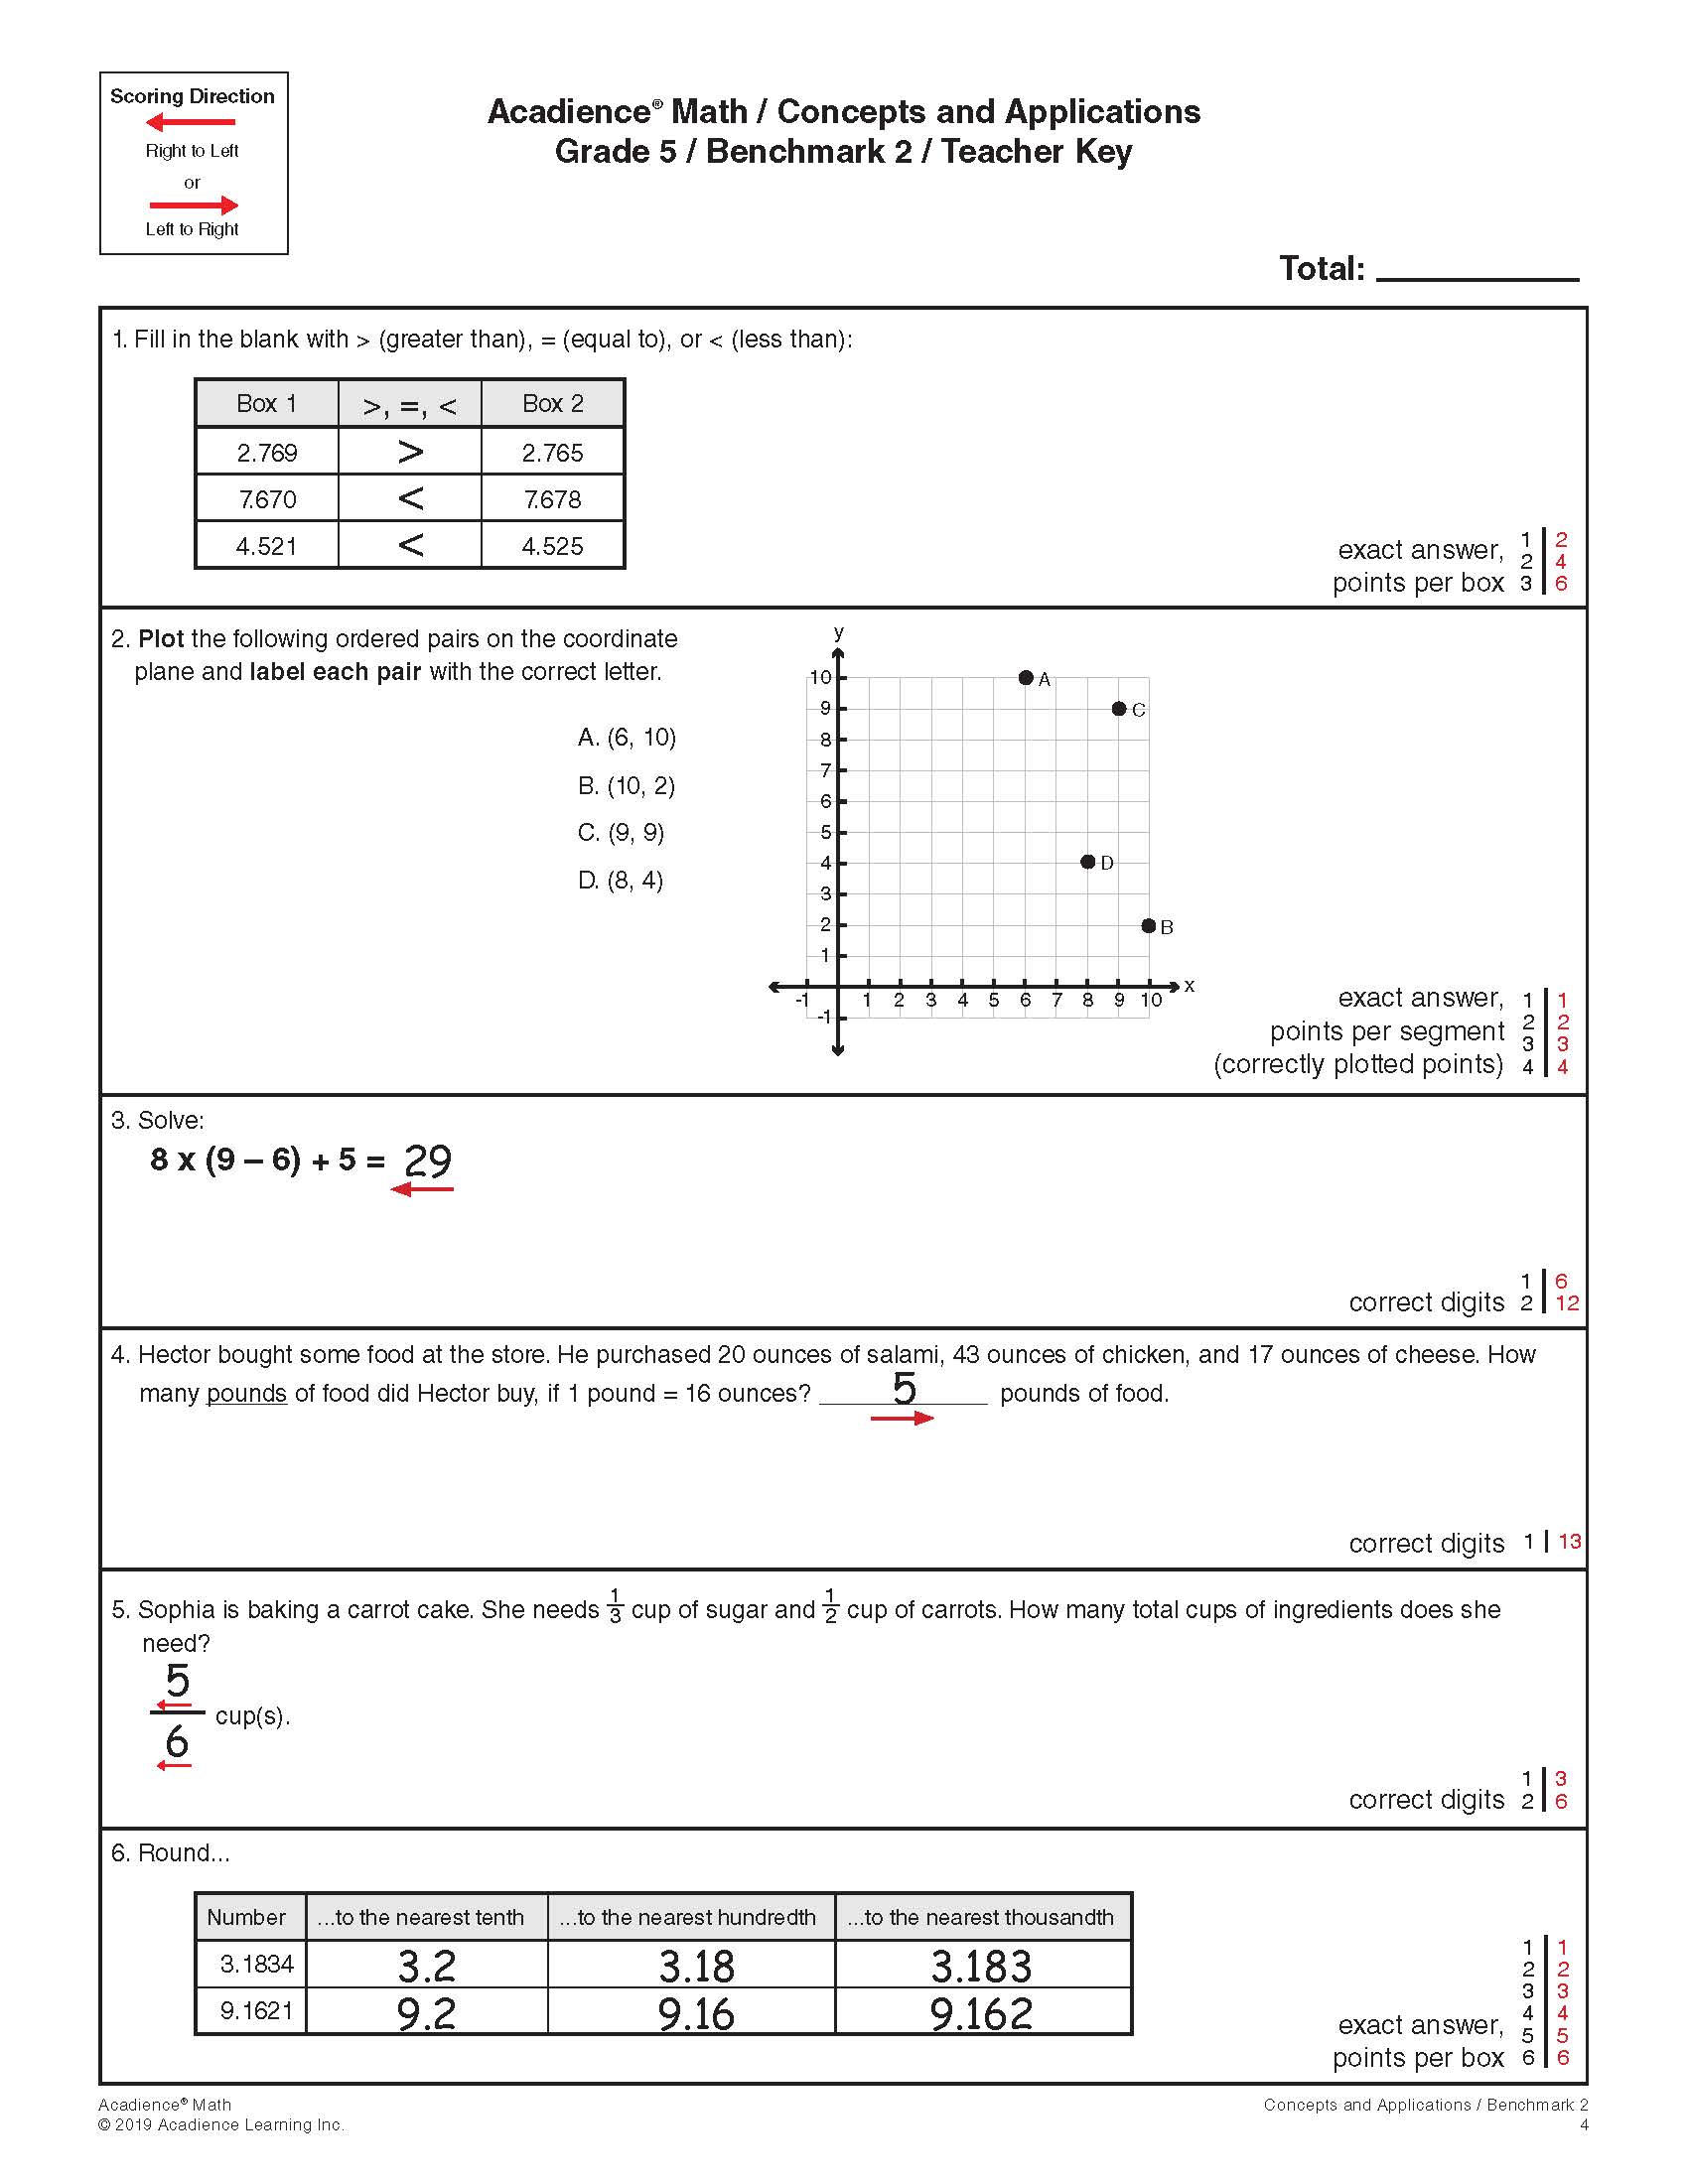 Scoring Direction
Right to Left
or
Left to Right
Acadience® Math / Concepts and Applications
Grade 5 / Benchmark 2 / Teacher Key
Total:
1. Fill in the blank with > (greater than), = (equal to), or < (less than):
Box 1 >, =, < Box 2
2.769 > 2.765
7.670 < 7.678
4.521 < 4.525
exact answer,
points per box
1 2
2 4
3 6
2. Plot the following ordered pairs on the coordinate
plane and label each pair with the correct letter.
A. (6, 10)
B. (10, 2)
C. (9, 9)
D. (8, 4)
y
10 A
9 C
8
7
6
5
4 D
3
2 B
1
x
-1 1 2 3 4 5 6 7 8 9 10
-1
exact answer,
points per segment
(correctly plotted points)
1 1
2 2
3 3
4 4
3. Solve:
8 x (9 – 6) + 5 = 29
correct digits
1 6
2 12
4. Hector bought some food at the store. He purchased 20 ounces of salami, 43 ounces of chicken, and 17 ounces of cheese. How
many pounds of food did Hector buy, if 1 pound = 16 ounces? 5 pounds of food.
correct digits 1 13
5. Sophia is baking a carrot cake. She needs 1/3 cup of sugar and 1/2 cup of carrots. How many total cups of ingredients does she
need?
5
6
cup(s).
correct digits
1 3
2 6
6. Round...
Number ...to the nearest tenth ...to the nearest hundredth ...to the nearest thousandth
3.1834 3.2 3.18 3.183
9.1621 9.2 9.16 9.162
exact answer,
points per box
1 1
2 2
3 3
4 4
5 5
6 6
Acadience® Math
© 2019 Acadience Learning Inc.
Concepts and Applications / Benchmark 2
4